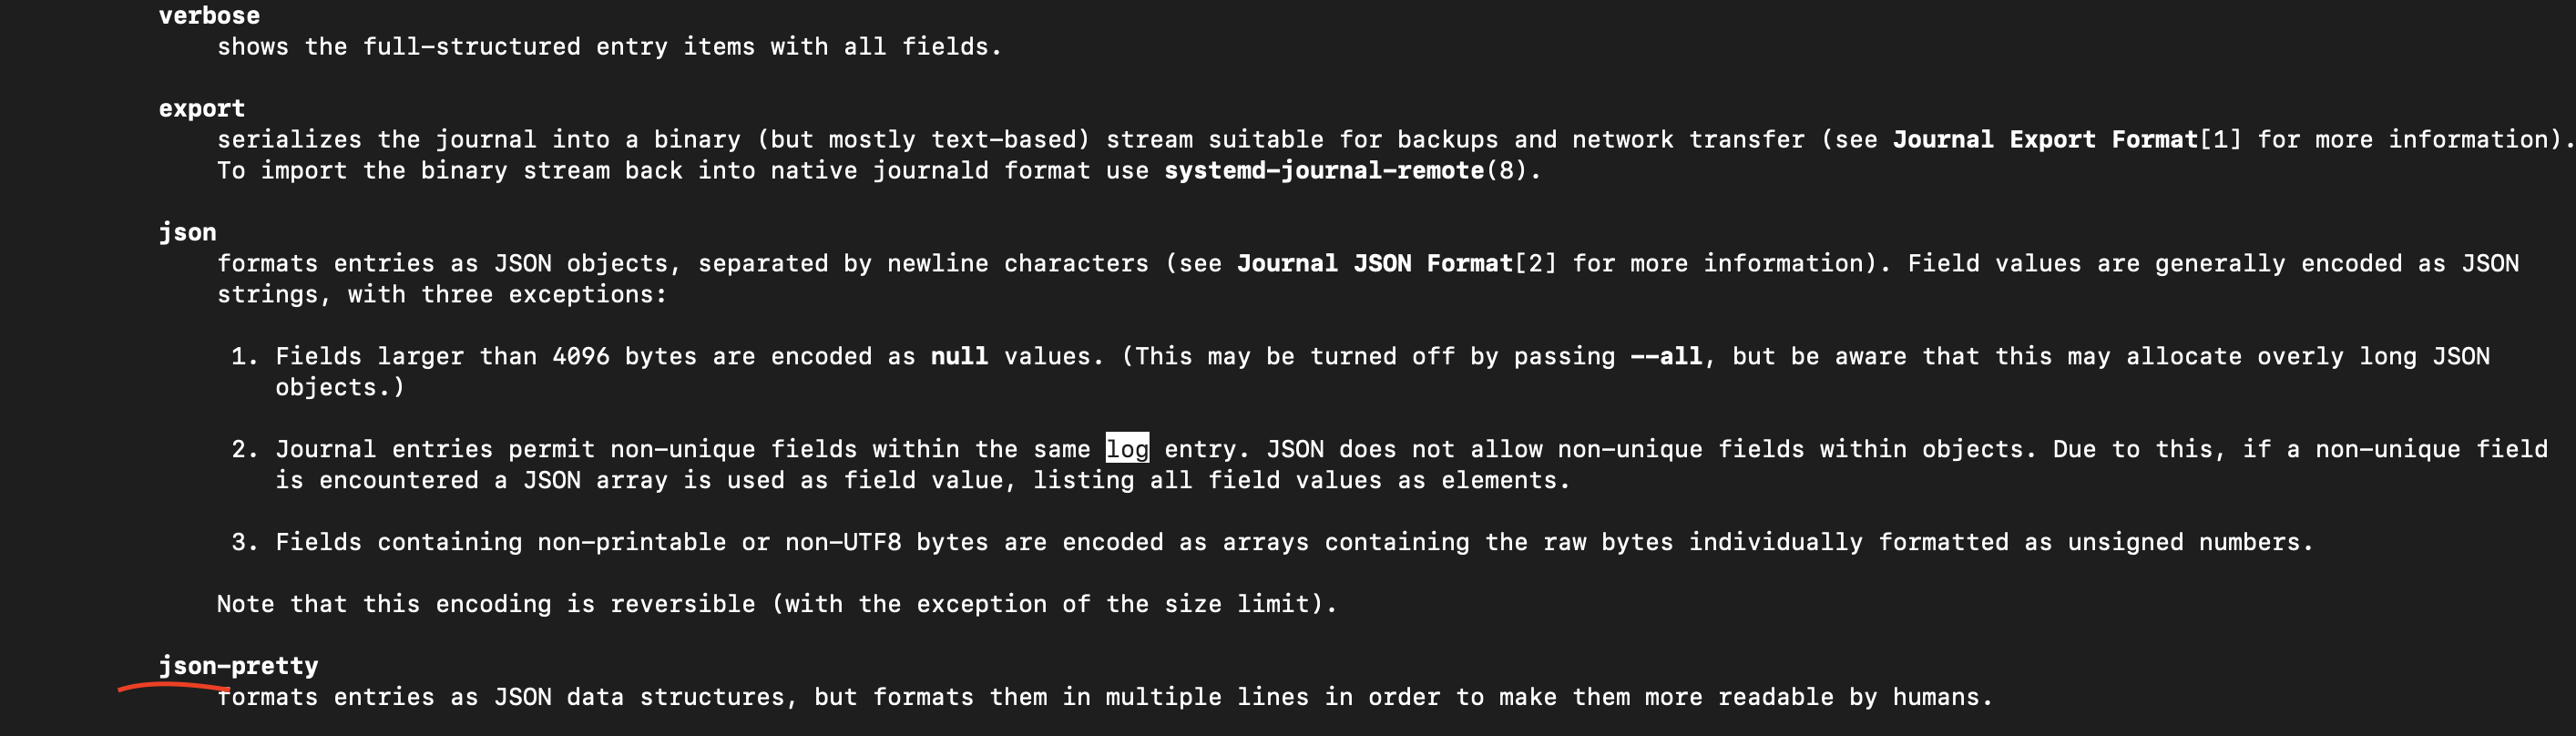 verbose
shows the full-structured entry items with all fields.
export
serializes the journal into a binary (but mostly text-based) stream suitable for backups and network transfer (see Journal Export Format[1] for more information).
To import the binary stream back into native journald format use systemd-journal-remote(8).
json
formats entries as JSON objects, separated by newline characters (see Journal JSON Format[2] for more information). Field values are generally encoded as JSON
strings, with three exceptions:
1. Fields larger than 4096 bytes are encoded as null values. (This may be turned off by passing --all, but be aware that this may allocate overly long JSON
objects.)
2. Journal entries permit non-unique fields within the same log entry. JSON does not allow non-unique fields within objects. Due to this, if a non-unique field
is encountered a JSON array is used as field value, listing all field values as elements.
3. Fields containing non-printable or non-UTF8 bytes are encoded as arrays containing the raw bytes individually formatted as unsigned numbers.
Note that this encoding is reversible (with the exception of the size limit).
json-pretty
formats entries as JSON data structures, but formats them in multiple lines in order to make them more readable by humans.